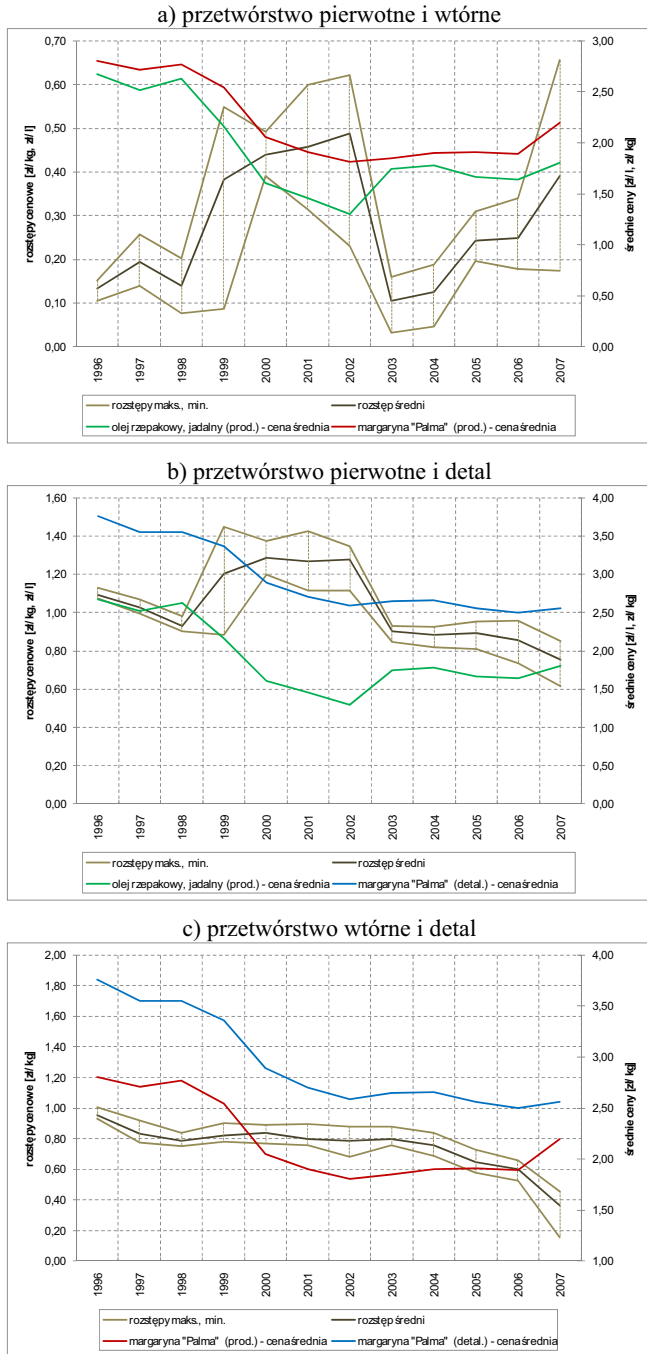 a) przetwórstwo pierwotne i wtórne
0,70
0,60
0,50
0,40
0,30
0,20
0,10
0,00
rozstępy cenowe [zł/ kg, zł/ l]
3,00
2,50
2,00
1,50
1,00
0,50
0,00
średnie ceny [zł/ l, zł/ kg]
1996 1997 1998 1999 2000 2001 2002 2003 2004 2005 2006 2007
rozstępy maks., min. rozstęp średni
olej rzepakowy, jadalny (prod.) - cena średnia margaryna "Palma" (prod.) - cena średnia
b) przetwórstwo pierwotne i detal
1,60
1,40
1,20
1,00
0,80
0,60
0,40
0,20
0,00
rozstępy cenowe [zł/ kg, zł/ l]
4,00
3,50
3,00
2,50
2,00
1,50
1,00
0,50
0,00
średnie ceny [zł/ l, zł/ kg]
1996 1997 1998 1999 2000 2001 2002 2003 2004 2005 2006 2007
rozstępy maks., min. rozstęp średni
olej rzepakowy, jadalny (prod.) - cena średnia margaryna "Palma" (detal.) - cena średnia
c) przetwórstwo wtórne i detal
2,00
1,80
1,60
1,40
1,20
1,00
0,80
0,60
0,40
0,20
0,00
rozstępy cenowe [zł/ kg]
4,00
3,50
3,00
2,50
2,00
1,50
1,00
średnie ceny [zł/ kg]
1996 1997 1998 1999 2000 2001 2002 2003 2004 2005 2006 2007
rozstępy maks., min. rozstęp średni
margaryna "Palma" (prod.) - cena średnia margaryna "Palma" (detal.) - cena średnia